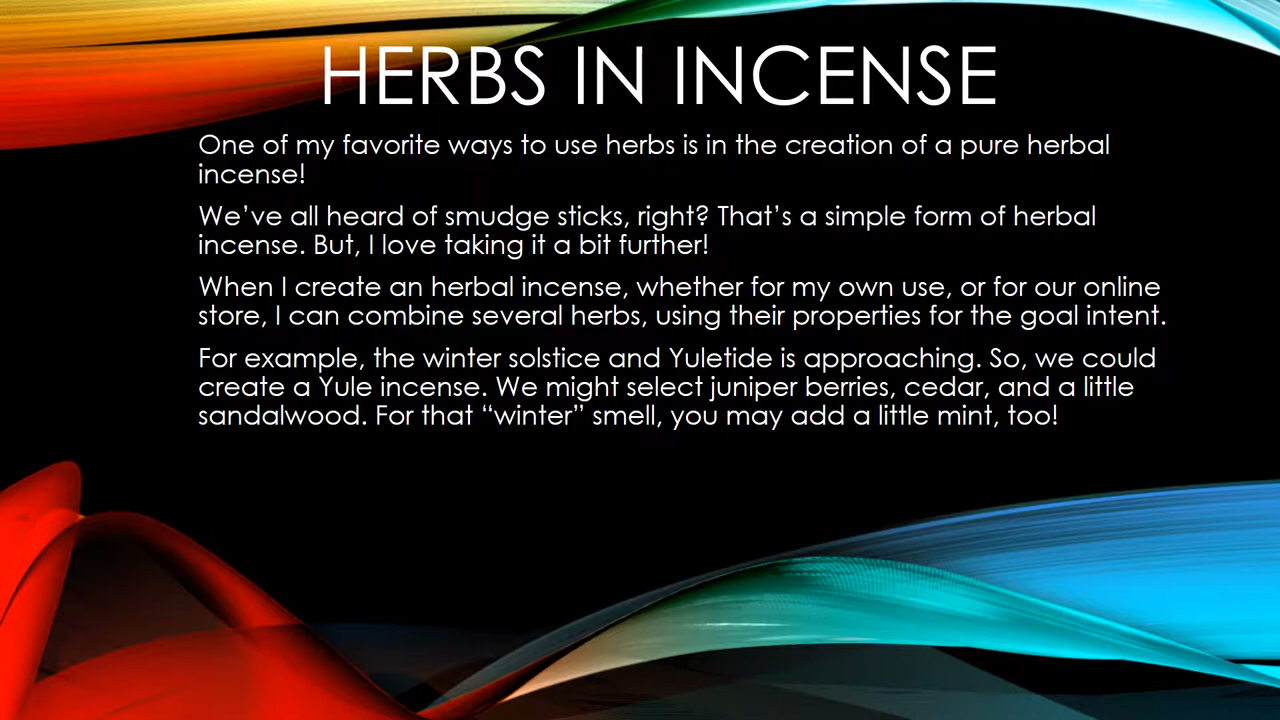 HERBS IN INCENSE
One of my favorite ways to use herbs is in the creation of a pure herbal
incense!
We’ve all heard of smudge sticks, right? That’s a simple form of herbal
incense. But, I love taking it a bit further!
When I create an herbal incense, whether for my own use, or for our online
store, I can combine several herbs, using their properties for the goal intent.
For example, the winter solstice and Yuletide is approaching. So, we could
create a Yule incense. We might select juniper berries, cedar, and a little
sandalwood. For that “winter” smell, you may add a little mint, too!